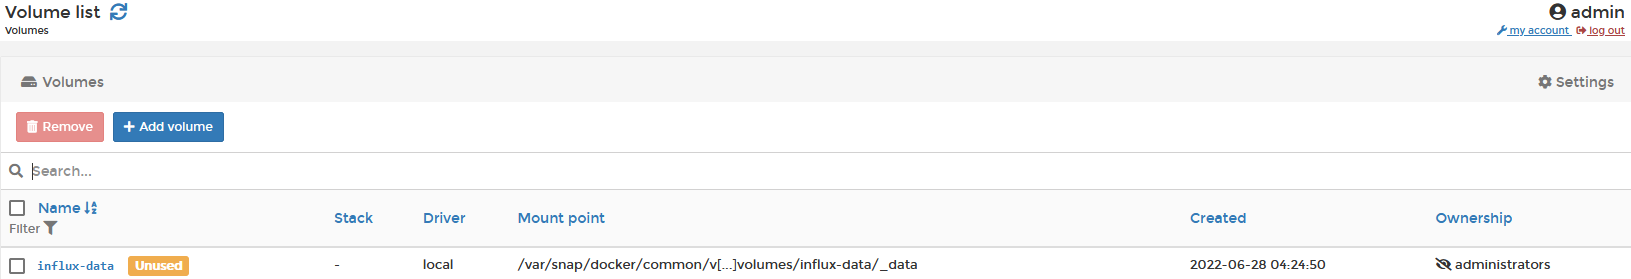 Volume list
admin
Volumes
my account log out
Volumes
Settings
Remove
Add volume
Search...
Name
Filter
Stack
Driver
Mount point
Created
Ownership
influx-data Unused - local /var/snap/docker/common/v[...]volumes/influx-data/_data 2022-06-28 04:24:50 administrators